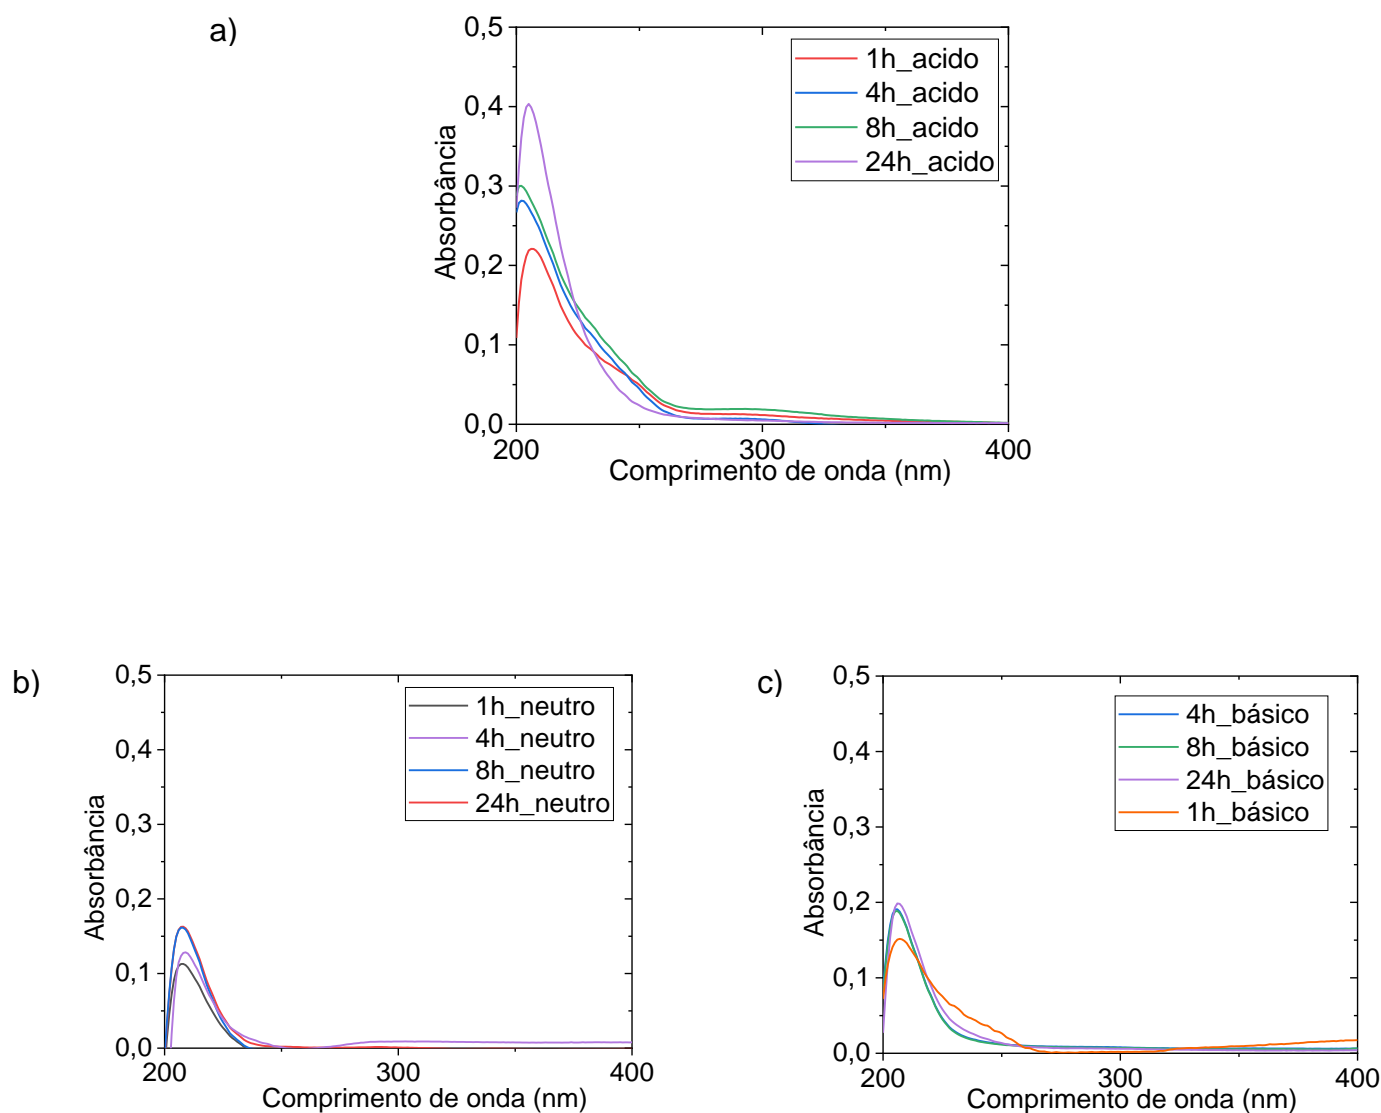 a)
0,5
0,4
0,3
0,2
0,1
0,0
Absorbância
1h_acido
4h_acido
8h_acido
24h_acido
200
300
400
Comprimento de onda (nm)
b)
0,5
0,4
0,3
0,2
0,1
0,0
Absorbância
1h_neutro
4h_neutro
8h_neutro
24h_neutro
200
300
400
Comprimento de onda (nm)
c)
0,5
0,4
0,3
0,2
0,1
0,0
Absorbância
4h_básico
8h_básico
24h_básico
1h_básico
200
300
400
Comprimento de onda (nm)